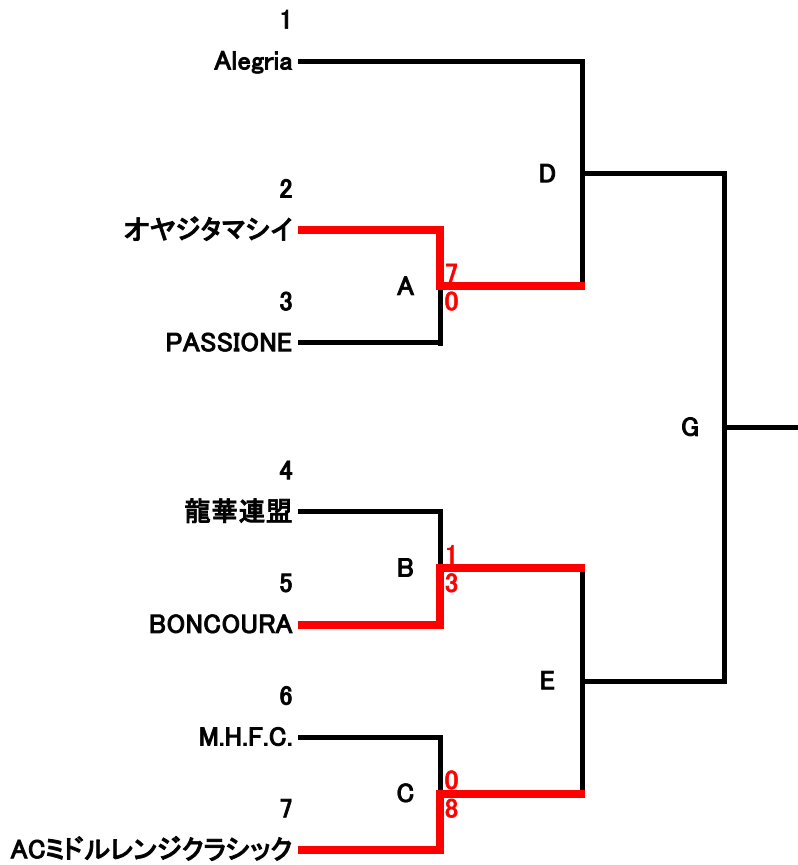 1
Alegria
D
2
オヤジタマシイ
7
A
3
0
PASSIONE
G
4
龍華連盟
1
B
5
3
BONCOURA
E
6
M.H.F.C.
0
C
7
8
ACミドルレンジクラシック